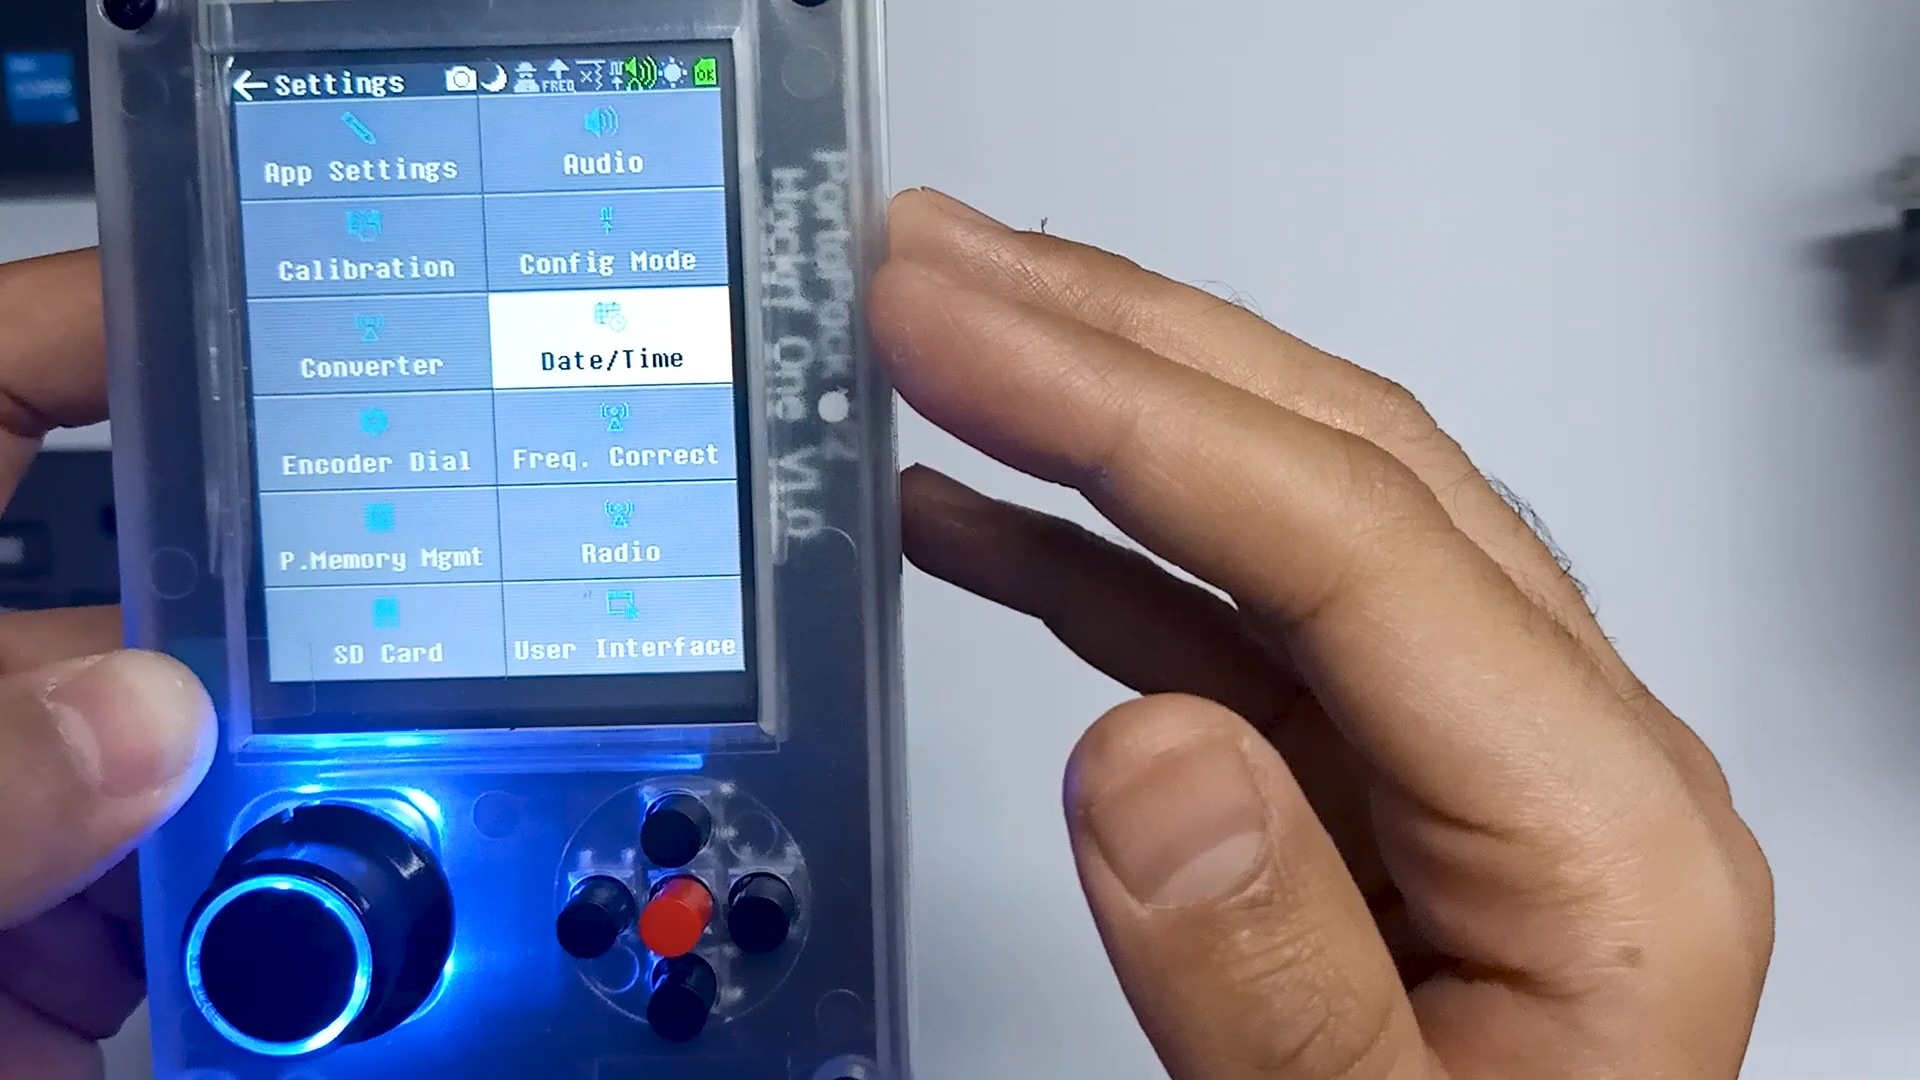 Settings
FREQ
OK
App Settings
Audio
Calibration
Config Mode
Converter
Date/Time
Encoder Dial
Freq. Correct
P.Memory Mgmt
Radio
SD Card
User Interface